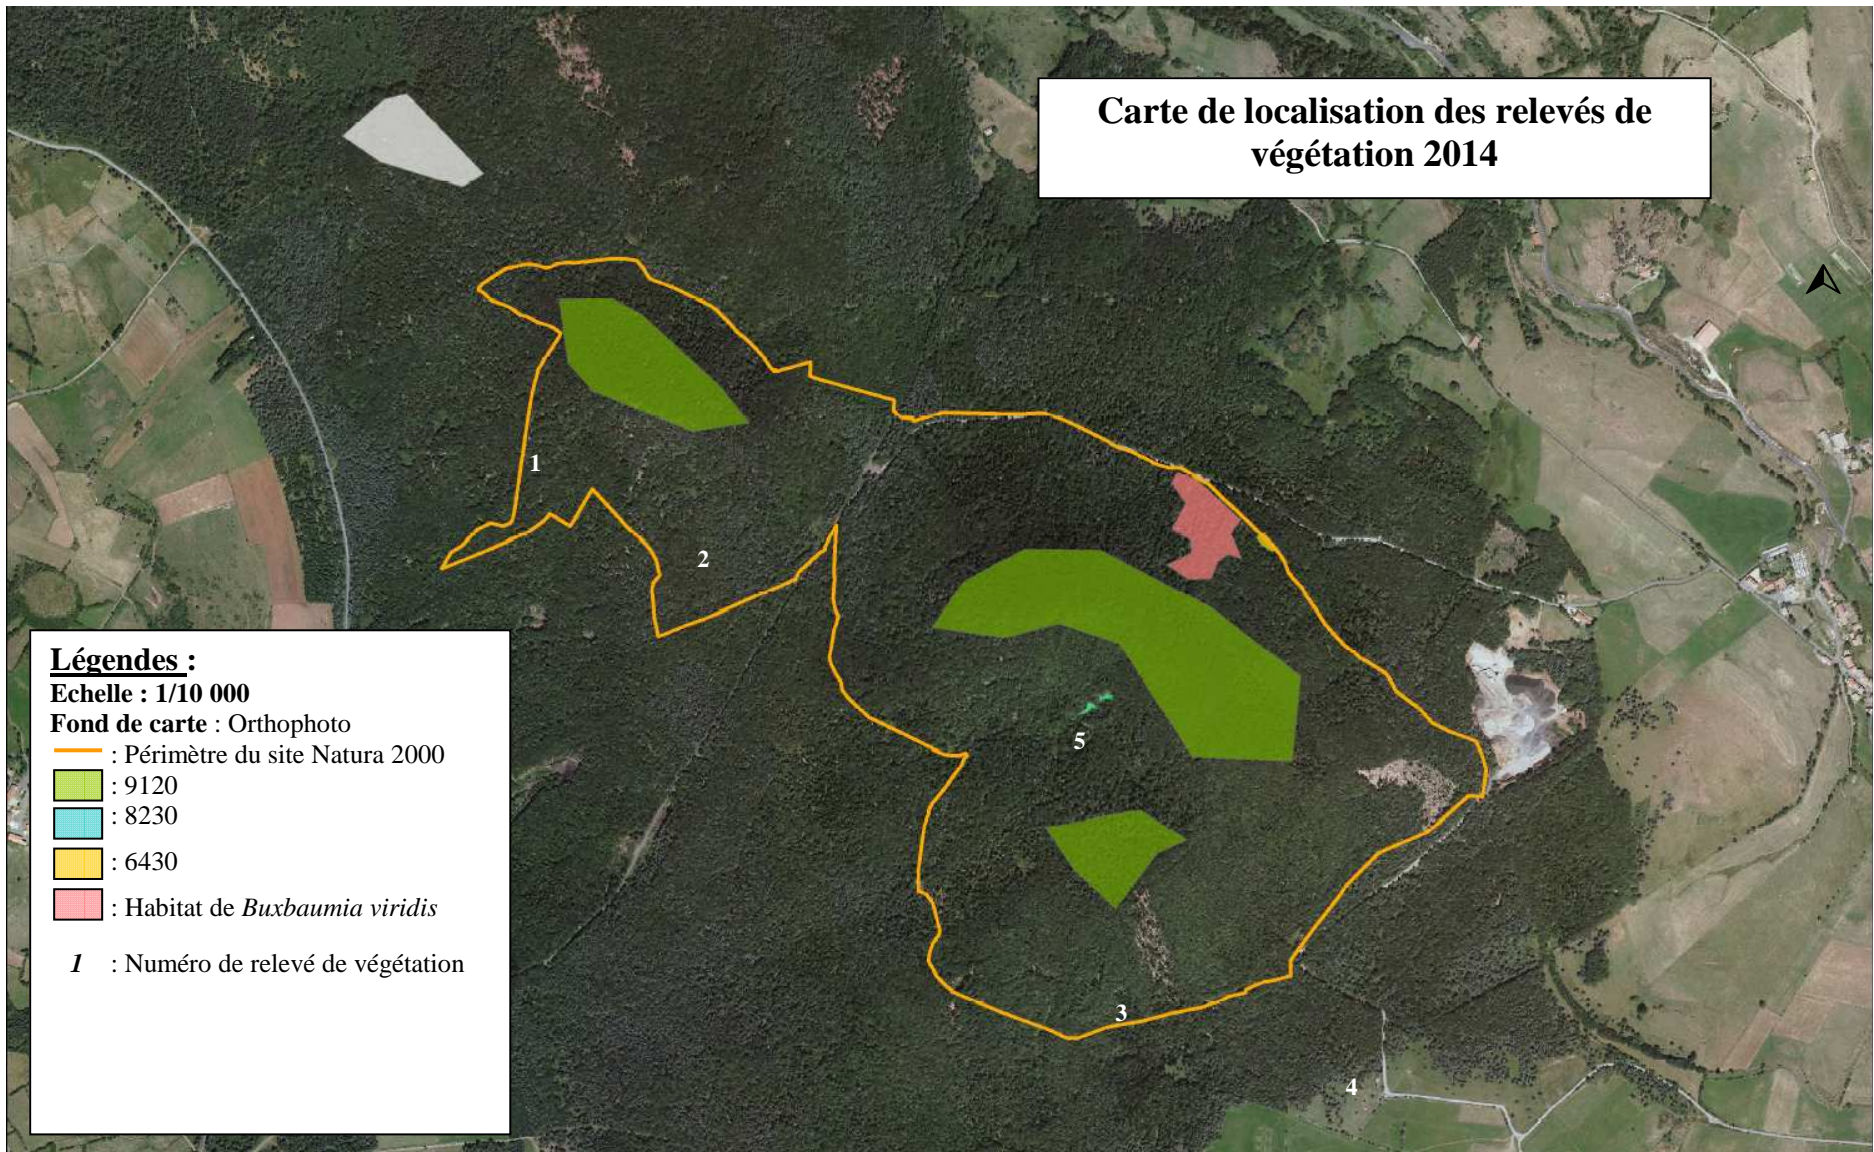 Carte de localisation des relevés de
végétation 2014
1
2
5
3
4
Légendes :
Echelle : 1/10 000
Fond de carte : Orthophoto
: Périmètre du site Natura 2000
: 9120
: 8230
: 6430
: Habitat de Buxbaumia viridis
1 : Numéro de relevé de végétation